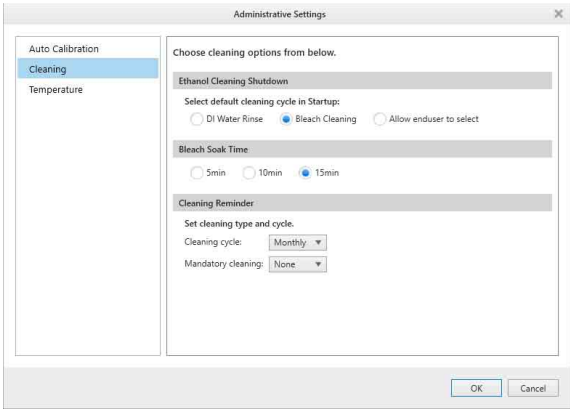 Administrative Settings
Auto Calibration
Cleaning
Temperature
Choose cleaning options from below.
Ethanol Cleaning Shutdown
Select default cleaning cycle in Startup:
DI Water Rinse Bleach Cleaning Allow enduser to select
Bleach Soak Time
5min 10min 15min
Cleaning Reminder
Set cleaning type and cycle.
Cleaning cycle: Monthly
Mandatory cleaning: None
OK Cancel